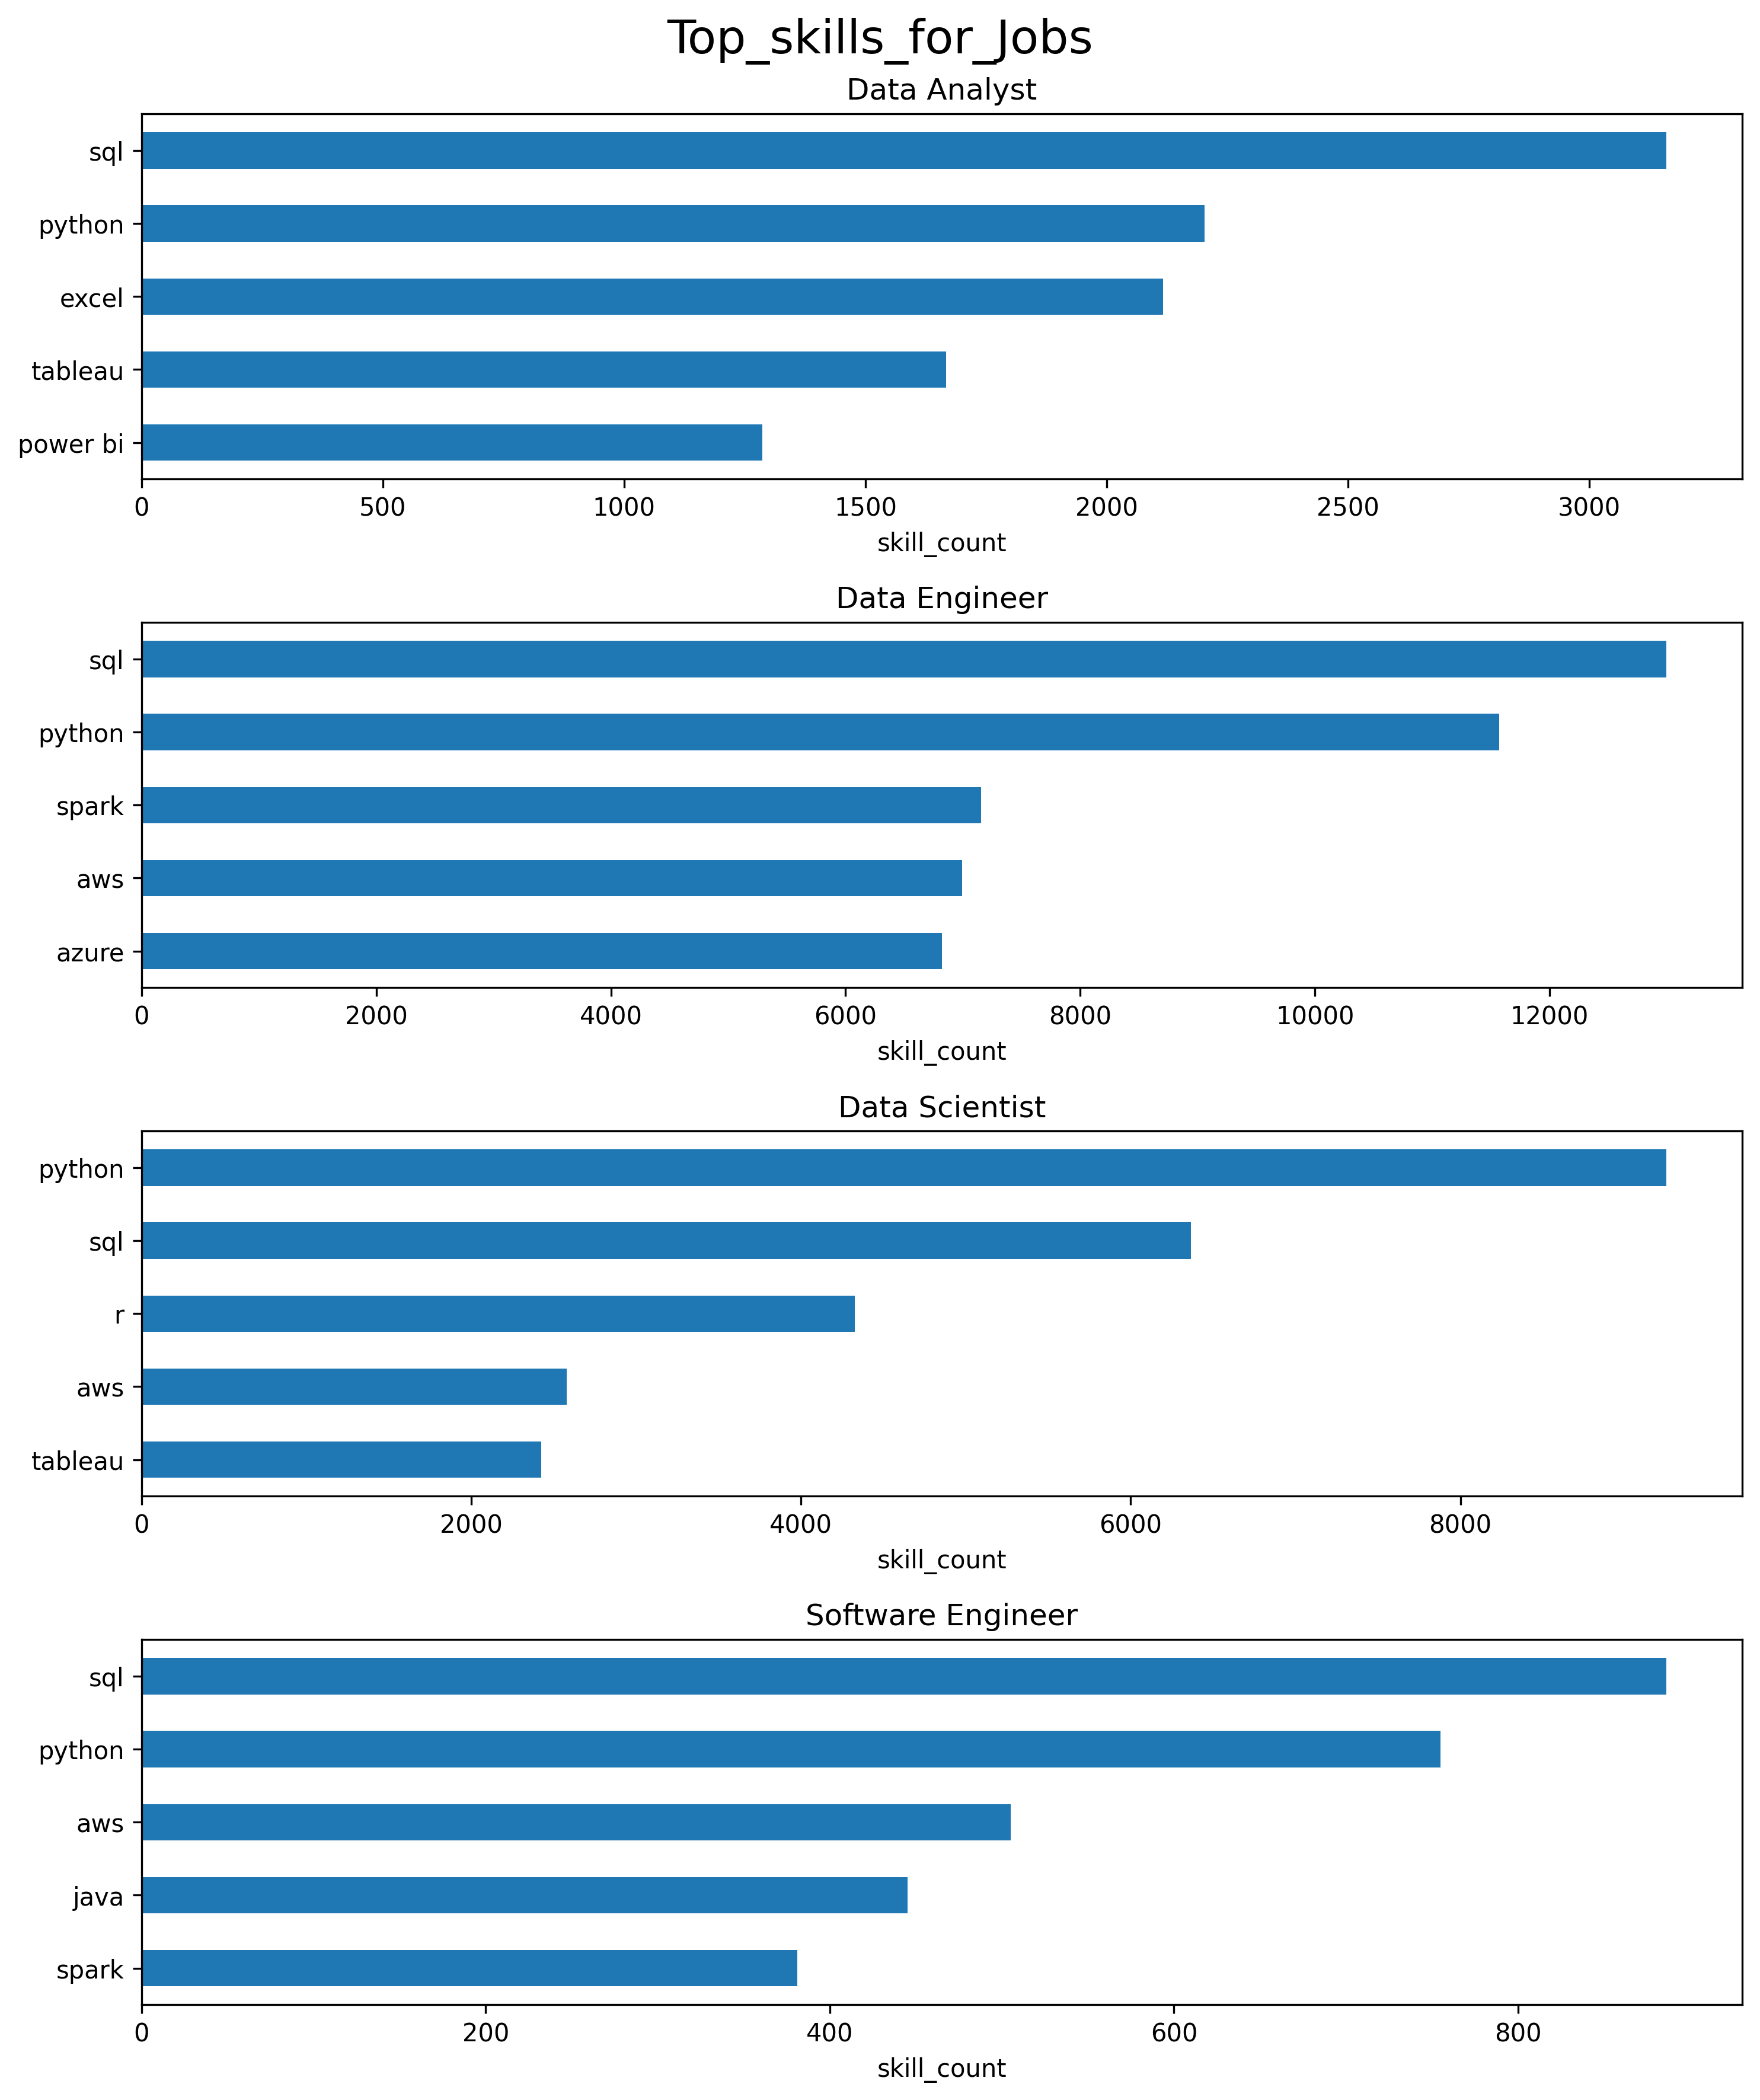 Top_skills_for_Jobs
Data Analyst
sql
python
excel
tableau
power bi
0 500 1000 1500 2000 2500 3000
skill_count
Data Engineer
sql
python
spark
aws
azure
0 2000 4000 6000 8000 10000 12000
skill_count
Data Scientist
python
sql
r
aws
tableau
0 2000 4000 6000 8000
skill_count
Software Engineer
sql
python
aws
java
spark
0 200 400 600 800
skill_count